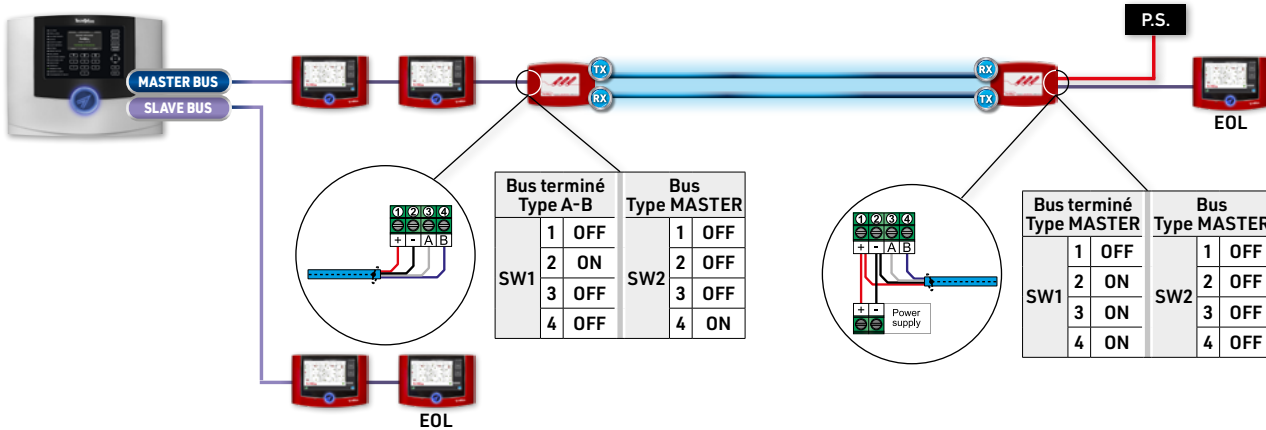 P.S.
MASTER BUS
SLAVE BUS
TX
RX
RX
TX
EOL
Bus terminé Bus
Type A-B Type MASTER
SW1 1 OFF SW2 1 OFF
2 ON 2 OFF
3 OFF 3 OFF
4 OFF 4 ON
1 2 3 4
+ - A B
Bus terminé Bus
Type MASTER Type MASTER
SW1 1 OFF SW2 1 OFF
2 ON 2 OFF
3 ON 3 OFF
4 ON 4 OFF
1 2 3 4
+ - A B
+ - Power
supply
EOL